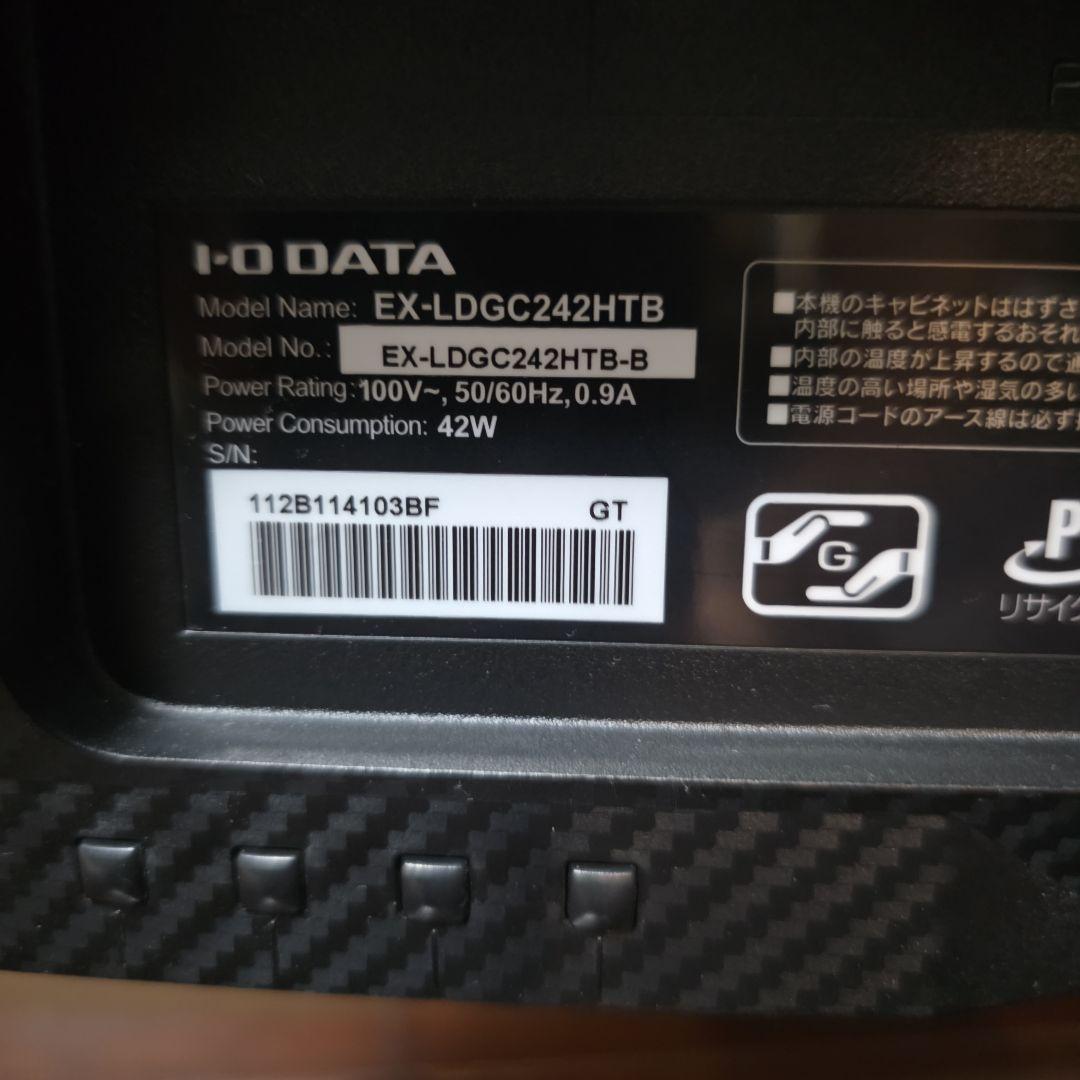 I-O DATA
Model Name: EX-LDGC242HTB
Model No.: EX-LDGC242HTB-B
Power Rating: 100V~, 50/60Hz, 0.9A
Power Consumption: 42W
S/N:
112B114103BF GT
■本機のキャビネットははずさ
内部に触ると感電するおそれ
■内部の温度が上昇するので通
■温度の高い場所や湿気の多い
■電源コードのアース線は必ず
G
P
リサイク